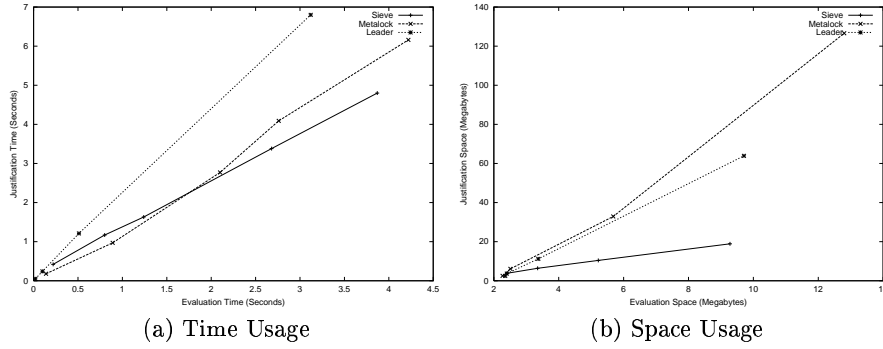 7
6
5
4
3
2
1
0
0
0.5
1
1.5
2
2.5
3
3.5
4
4.5
Justification Time (Seconds)
Evaluation Time (Seconds)
Sieve
Metalock
Leader
(a) Time Usage
140
120
100
80
60
40
20
0
2
4
6
8
10
12
Justification Space (Megabytes)
Evaluation Space (Megabytes)
Sieve
Metalock
Leader
(b) Space Usage